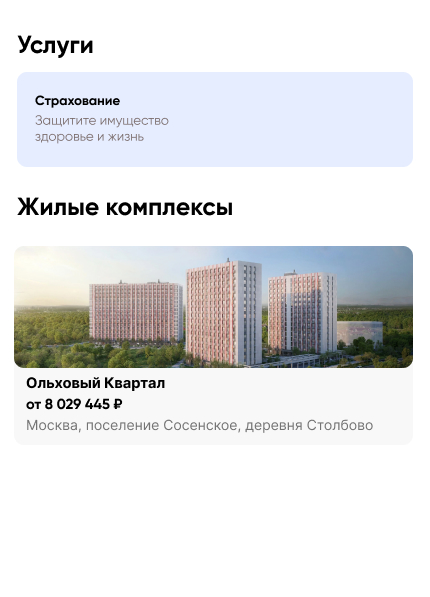 Услуги
Страхование
Защитите имущество
здоровье и жизнь
Жилые комплексы
Ольховый Квартал
от 8 029 445 ₽
Москва, поселение Сосенское, деревня Столбово